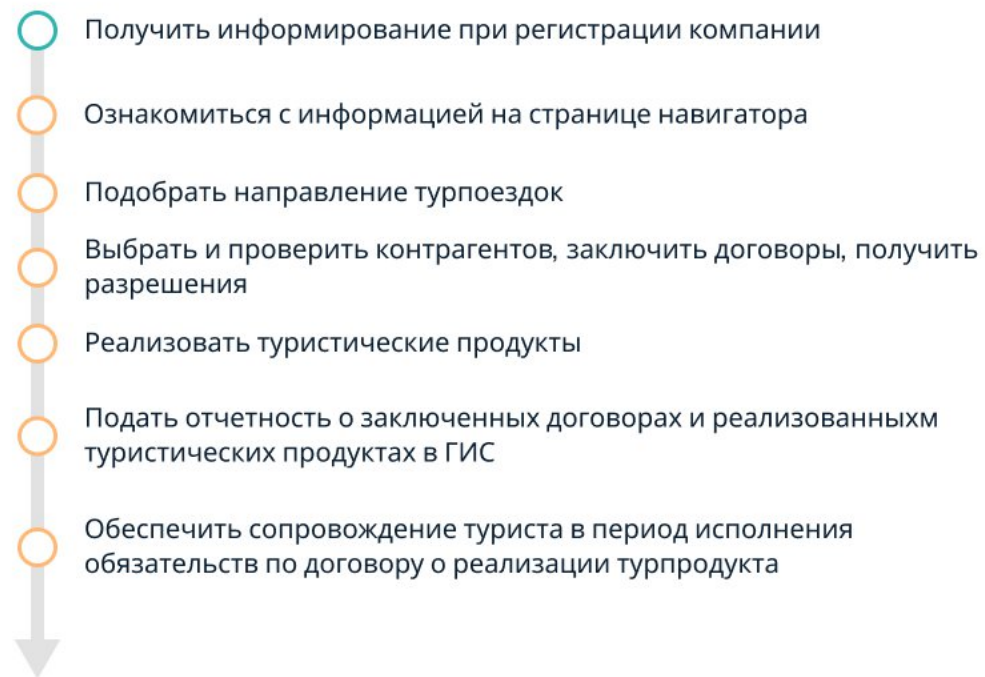 Получить информирование при регистрации компании
Ознакомиться с информацией на странице навигатора
Подобрать направление турпоездок
Выбрать и проверить контрагентов, заключить договоры, получить
разрешения
Реализовать туристические продукты
Подать отчетность о заключенных договорах и реализованныхм
туристических продуктах в ГИС
Обеспечить сопровождение туриста в период исполнения
обязательств по договору о реализации турпродукта